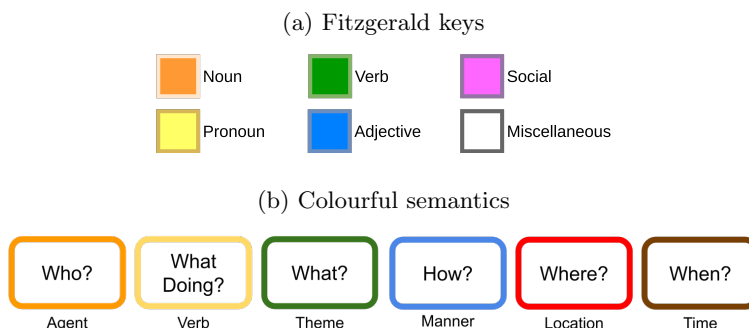 (a) Fitzgerald keys
Noun Verb Social
Pronoun Adjective Miscellaneous
(b) Colourful semantics
Who? What Doing? What? How? Where? When?
Agent Verb Theme Manner Location Time